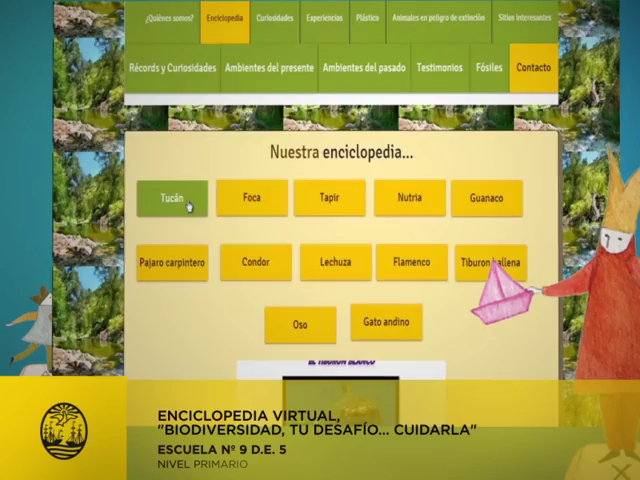 ¿Quiénes somos? Enciclopedia Curiosidades Experiencias Plástica Animales en peligro de extinción Sitios interesantes
Récords y Curiosidades Ambientes del presente Ambientes del pasado Testimonios Fósiles Contacto
Nuestra enciclopedia...
Tucán Foca Tapir Nutria Guanaco
Pajaro carpintero Condor Lechuza Flamenco Tiburon ballena
Oso Gato andino
EL TIBURON BLANCO
ENCICLOPEDIA VIRTUAL,
"BIODIVERSIDAD, TU DESAFÍO... CUIDARLA"
ESCUELA Nº 9 D.E. 5
NIVEL PRIMARIO